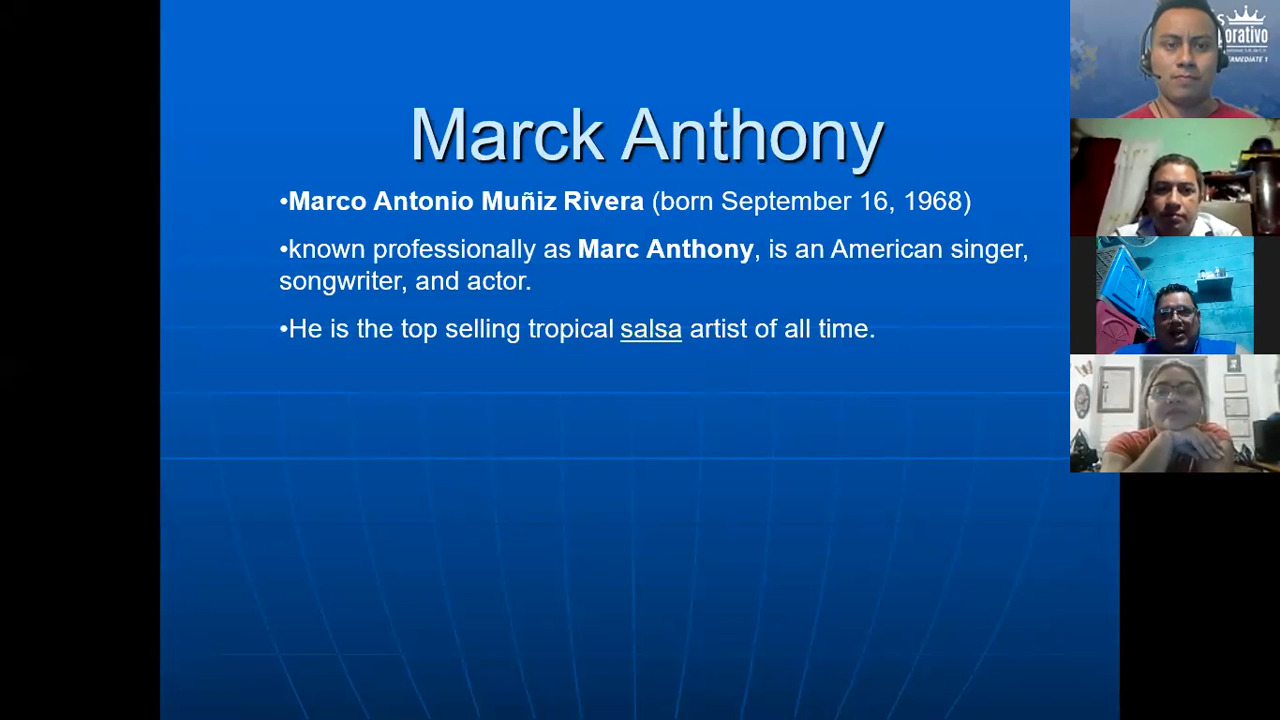 Marck Anthony
•Marco Antonio Muñiz Rivera (born September 16, 1968)
•known professionally as Marc Anthony, is an American singer,
songwriter, and actor.
•He is the top selling tropical salsa artist of all time.
orativo